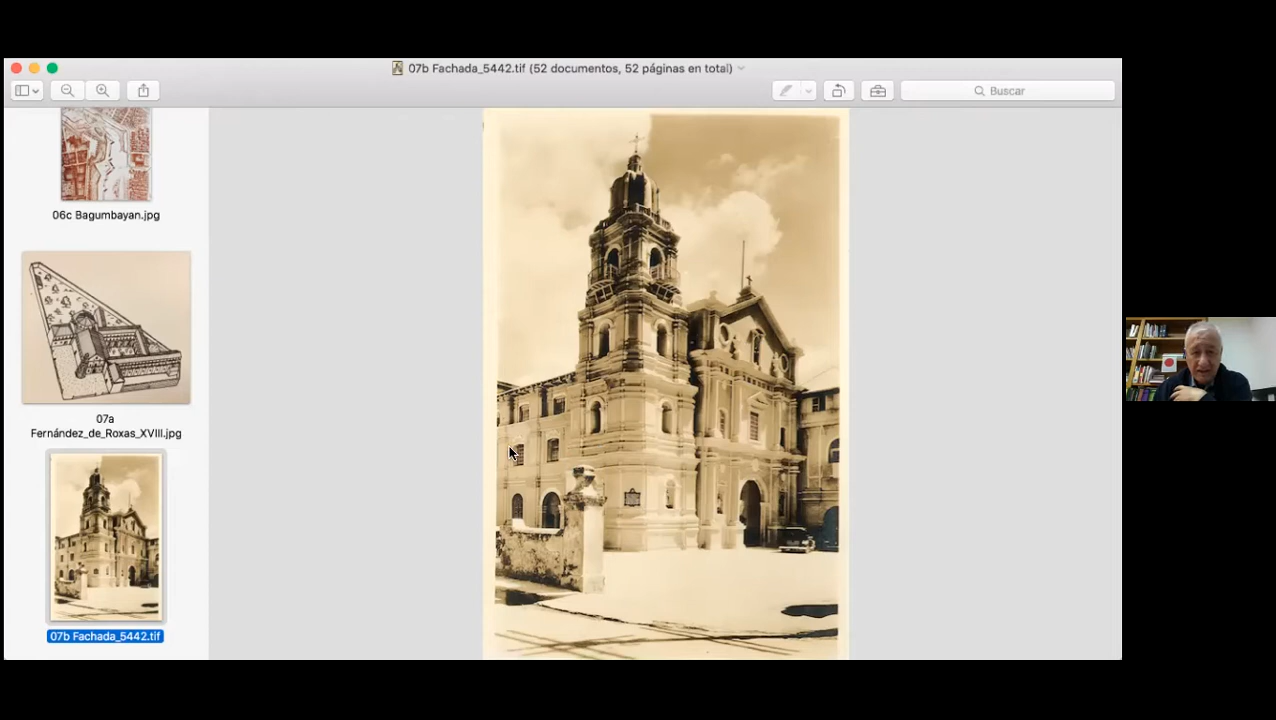 07b Fachada_5442.tif (52 documentos, 52 páginas en total)
Buscar
06c Bagumbayan.jpg
07a
Fernández_de_Roxas_XVIII.jpg
07b Fachada_5442.tif